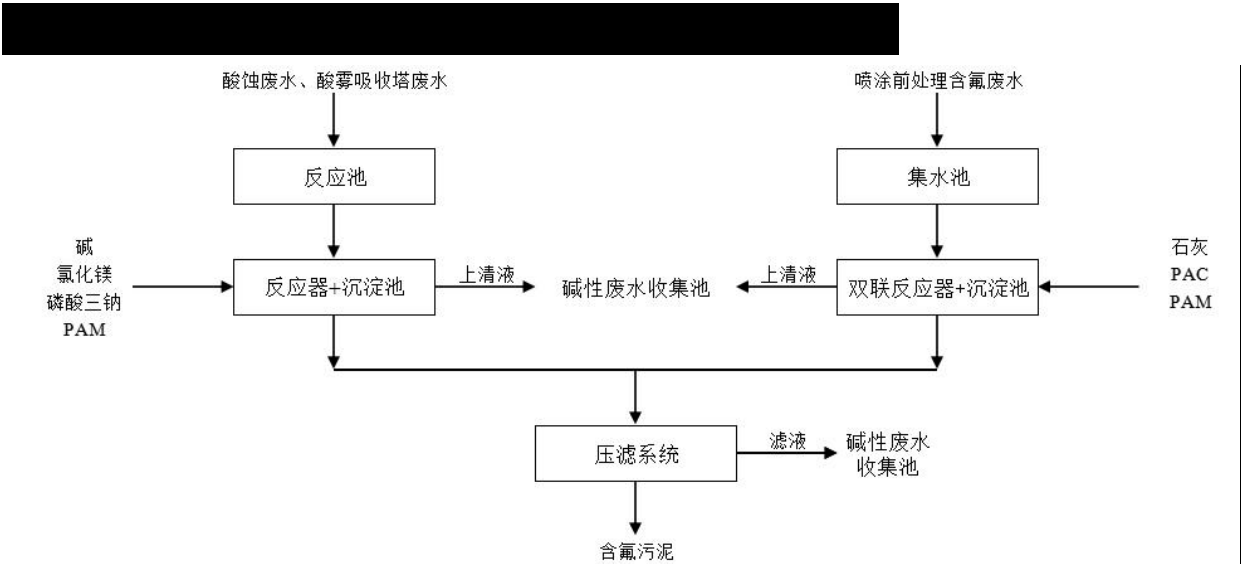 酸蚀废水、酸雾吸收塔废水
喷涂前处理含氟废水
反应池
集水池
碱
氯化镁
磷酸三钠
PAM
反应器+沉淀池
上清液
碱性废水收集池
上清液
双联反应器+沉淀池
石灰
PAC
PAM
压滤系统
滤液
碱性废水
收集池
含氟污泥